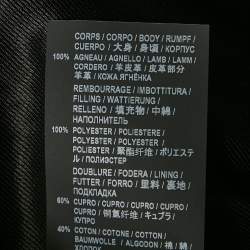 CORPS / CORPO / BODY / RUMPF /
CUERPO / 大身 / 身頃 / КОРПУС
100% AGNEAU / AGNELLO / LAMB / LAMM /
CORDERO / 羊皮革 / 皮革部分
羊革 / КОЖА ЯГНЁНКА
REMBOURRAGE / IMBOTTITURA /
FILLING / WATTIERUNG /
RELLENO / 填充物 / 中綿 /
НАПОЛНИТЕЛЬ
100% POLYESTER / POLIESTERE /
POLYESTER / POLYESTER /
POLIESTER / 聚酯纤维 / ポリエステ
ル / ПОЛИЭСТЕР
DOUBLURE / FODERA / LINING /
FUTTER / FORRO / 里料 / 裏地 /
ПОДКЛАДКА
60% CUPRO / CUPRO / CUPRO / CUPRO /
CUPRO / 铜氨纤维 / キュプラ /
КУПРО
40% COTON / COTONE / COTTON /
BAUMWOLLE / ALGODON / 棉 /